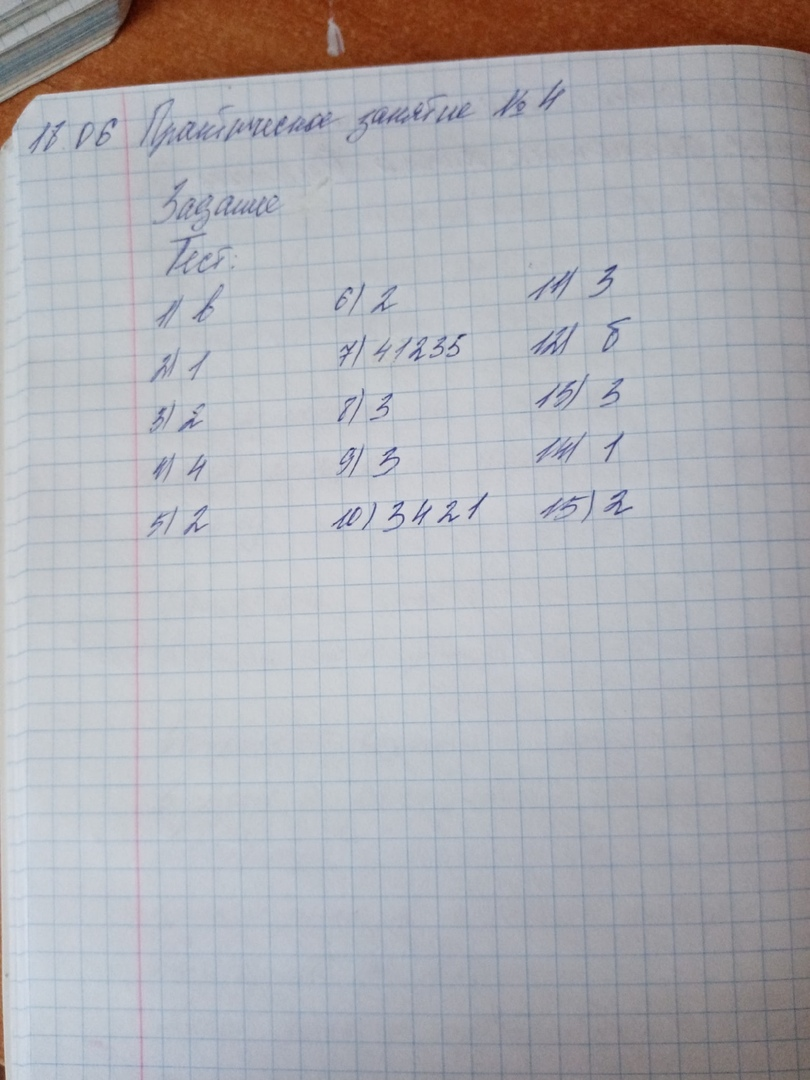 18 06 Практическое занятие № 4
Задание
Тест:
1) в
2) 1
3) 2
4) 4
5) 2
6) 2
7) 41235
8) 3
9) 3
10) 3421
11) 3
12) б
13) 3
14) 1
15) 2